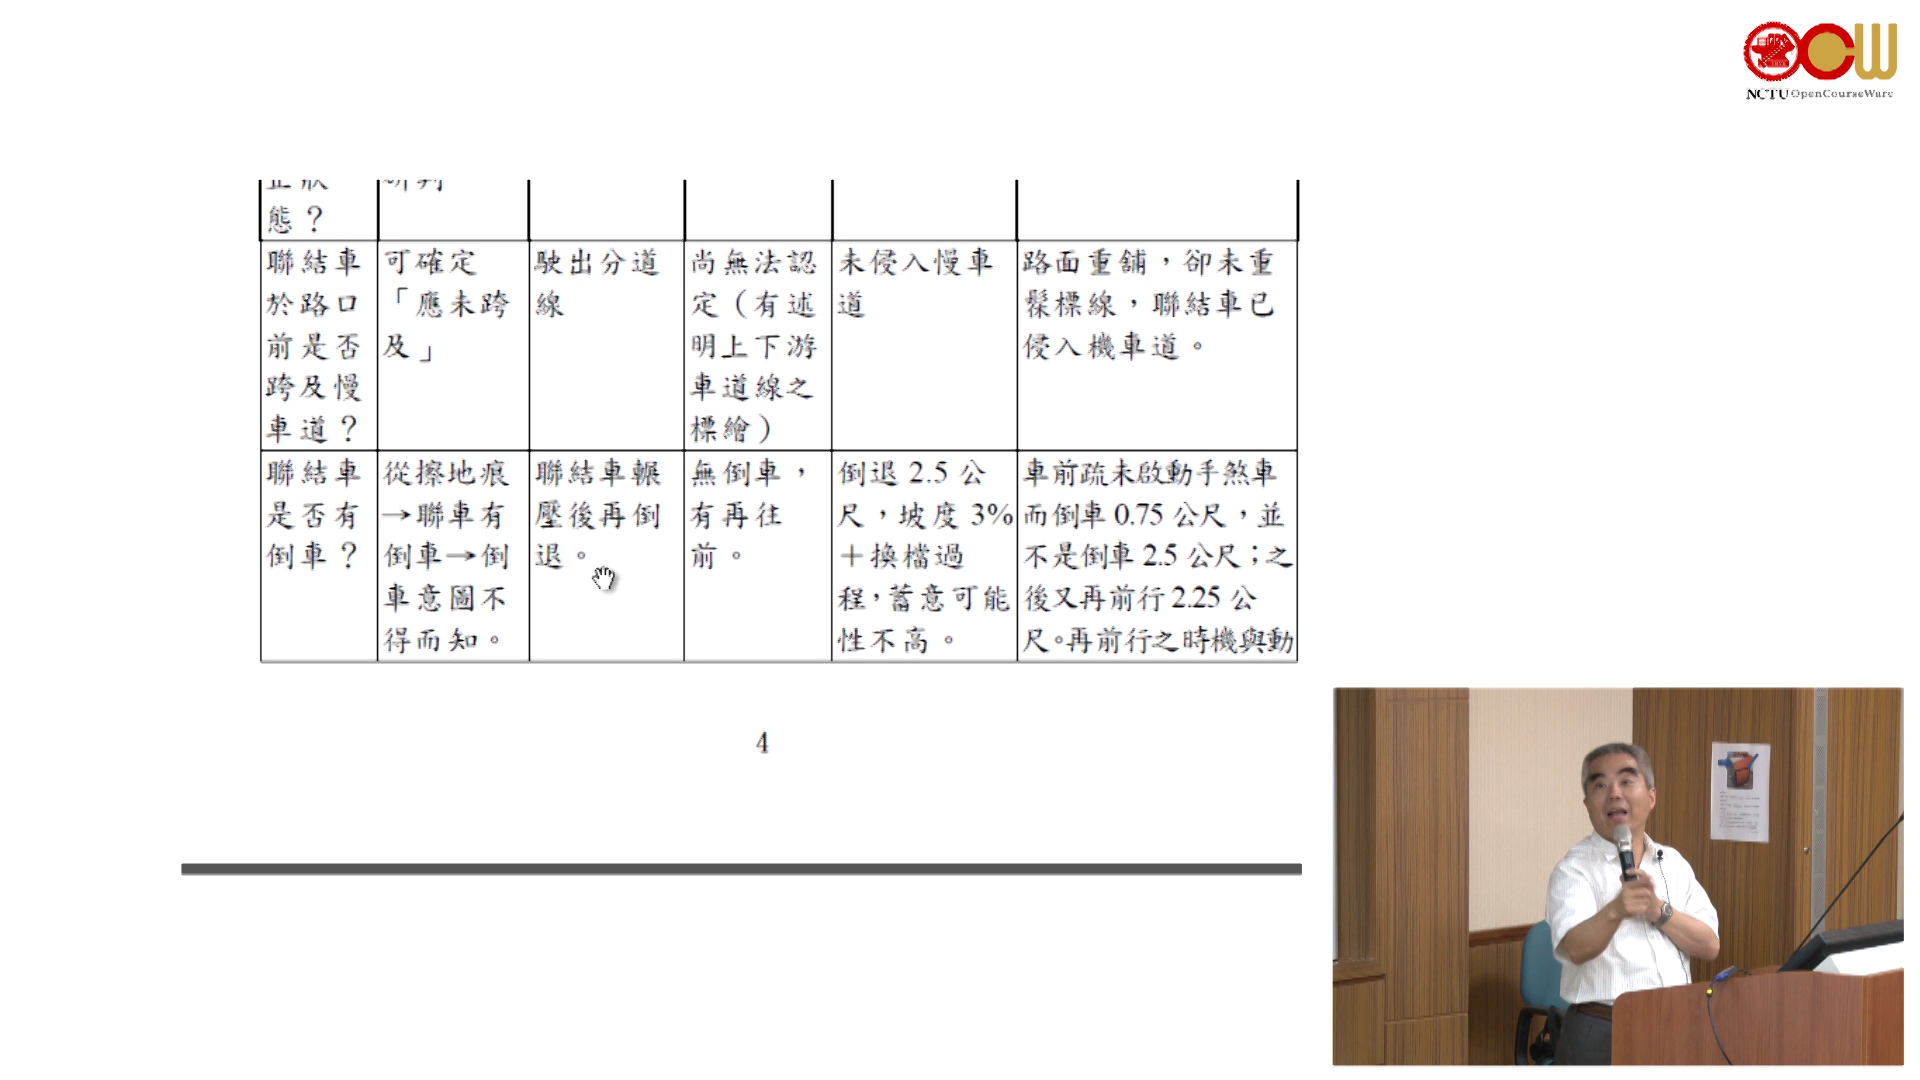 NCTU OpenCourseWare
態？
聯結車
於路口
前是否
跨及慢
車道？
可確定
「應未跨
及」
駛出分道
線
尚無法認
定（有述
明上下游
車道線之
標繪）
未侵入慢車
道
路面重舖，卻未重
髹標線，聯結車已
侵入機車道。
聯結車
是否有
倒車？
從擦地痕
→聯車有
倒車→倒
車意圖不
得而知。
聯結車輾
壓後再倒
退。
無倒車，
有再往
前。
倒退 2.5 公
尺，坡度 3%
＋換檔過
程，蓄意可能
性不高。
車前疏未啟動手煞車
而倒車 0.75 公尺，並
不是倒車 2.5 公尺；之
後又再前行 2.25 公
尺。再前行之時機與動
4